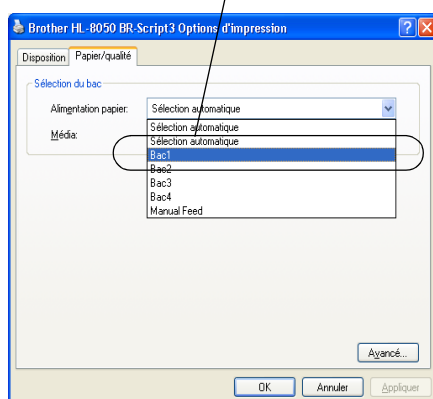 Brother HL-8050 BR-Script3 Options d'impression
Disposition Papier/qualité
Sélection du bac
Alimentation papier: Sélection automatique
Média: Sélection automatique
Sélection automatique
Bac1
Bac2
Bac3
Bac4
Manual Feed
Avancé...
OK Annuler Appliquer